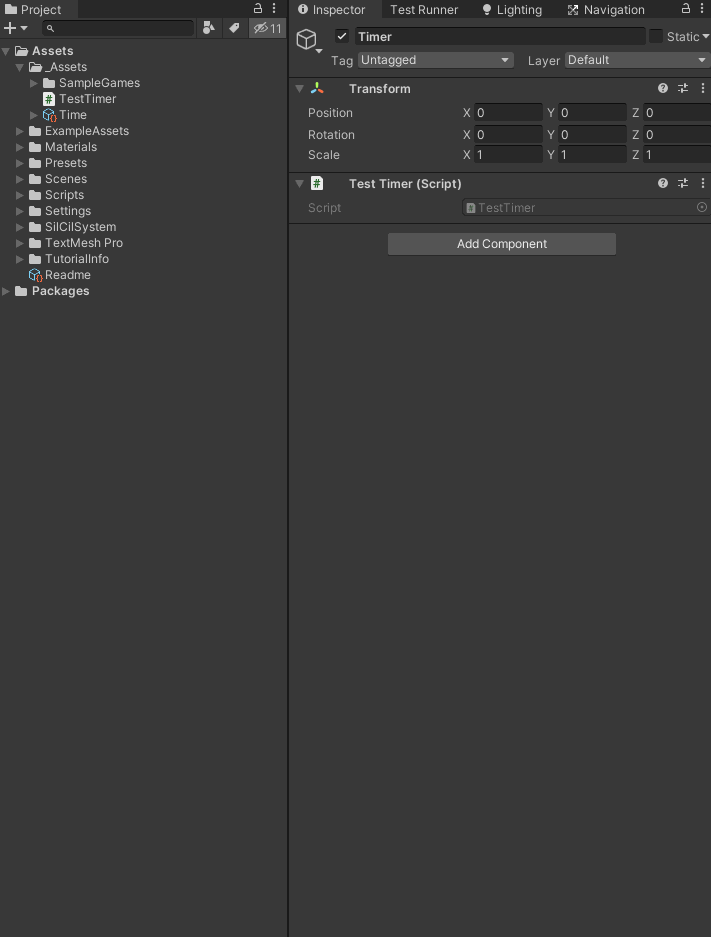 Project
11
Assets
_Assets
SampleGames
TestTimer
Time
ExampleAssets
Materials
Presets
Scenes
Scripts
Settings
SilCilSystem
TextMesh Pro
TutorialInfo
Readme
Packages
Inspector Test Runner Lighting Navigation
Timer Static
Tag Untagged Layer Default
Transform
Position X 0 Y 0 Z 0
Rotation X 0 Y 0 Z 0
Scale X 1 Y 1 Z 1
# Test Timer (Script)
Script # TestTimer
Add Component